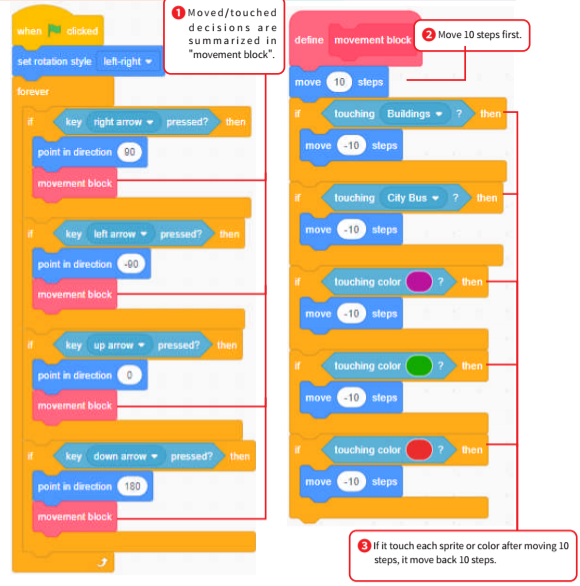 1 Moved/touched
decisions are
summarized in
"movement block".
when clicked
set rotation style left-right
forever
if key right arrow pressed? then
point in direction 90
movement block
if key left arrow pressed? then
point in direction -90
movement block
if key up arrow pressed? then
point in direction 0
movement block
if key down arrow pressed? then
point in direction 180
movement block
define movement block
2 Move 10 steps first.
move 10 steps
if touching Buildings ? then
move -10 steps
if touching City Bus ? then
move -10 steps
if touching color ? then
move -10 steps
if touching color ? then
move -10 steps
if touching color ? then
move -10 steps
3 If it touch each sprite or color after moving 10
steps, it move back 10 steps.